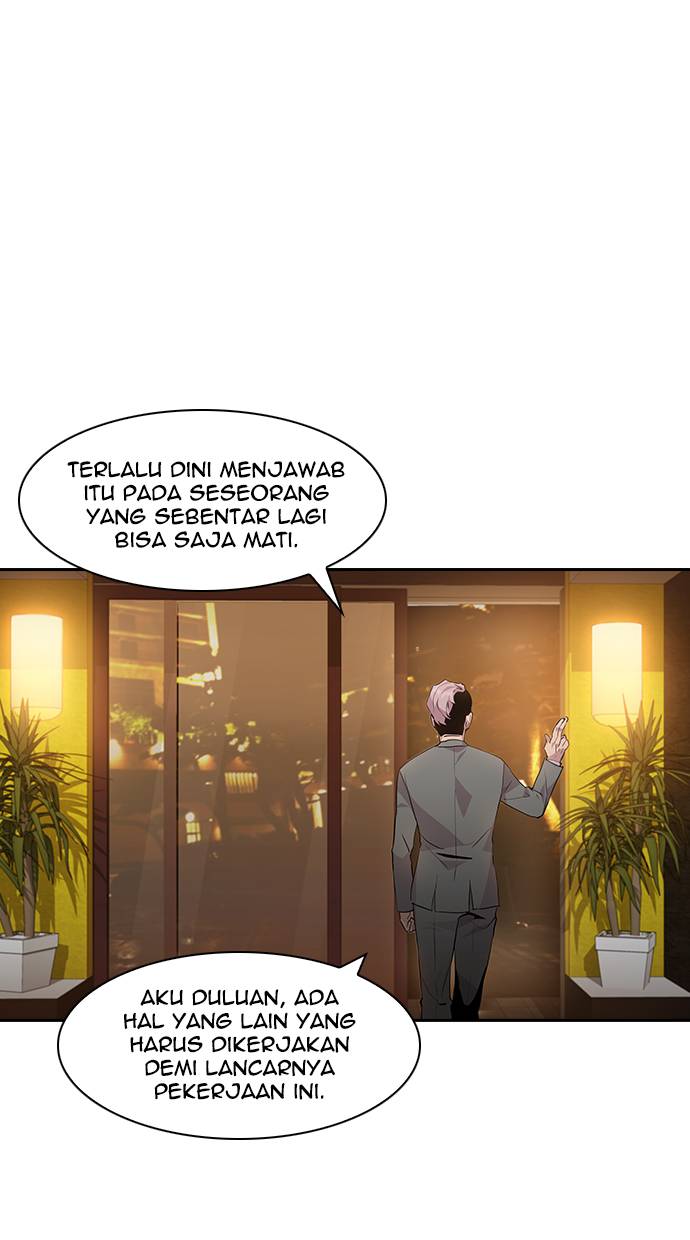 TERLALU DINI MENJAWAB
ITU PADA SESEORANG
YANG SEBENTAR LAGI
BISA SAJA MATI.
AKU DULUAN, ADA
HAL YANG LAIN YANG
HARUS DIKERJAKAN
DEMI LANCARNYA
PEKERJAAN INI.